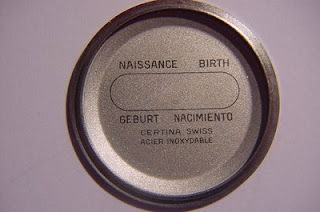 NAISSANCE BIRTH
GEBURT NACIMIENTO
CERTINA SWISS
ACIER INOXYDABLE